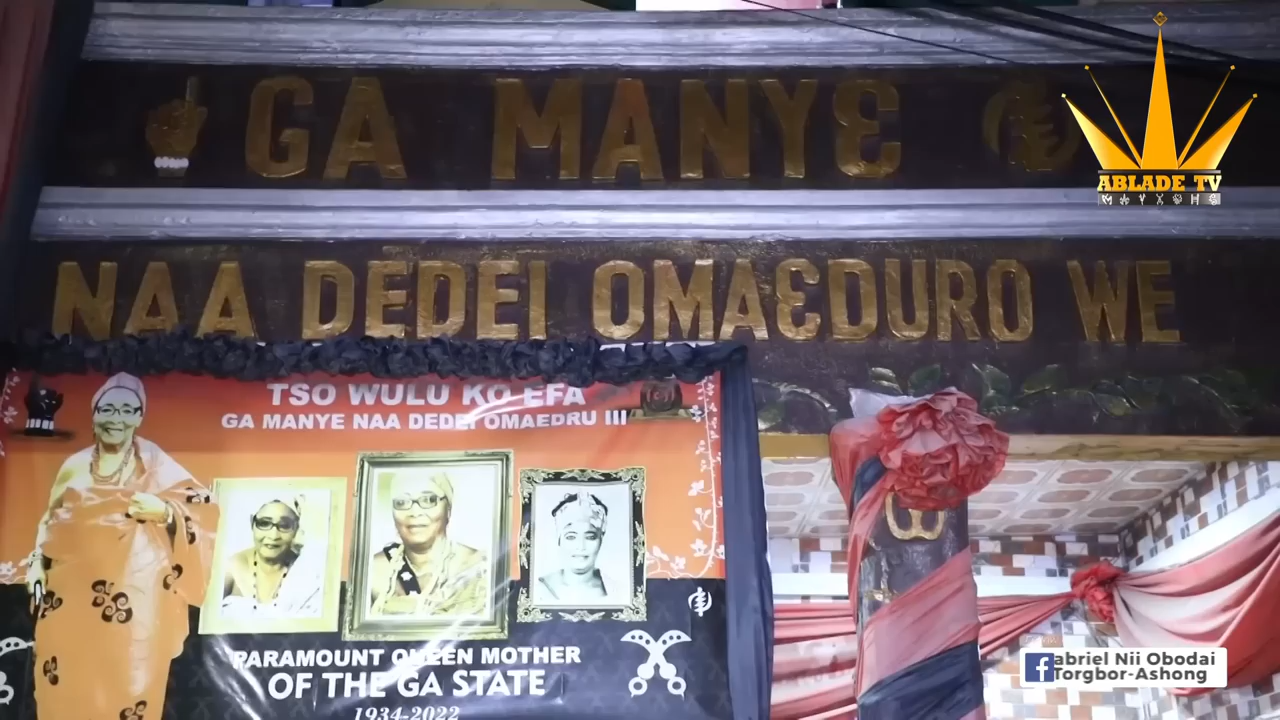 GA MANYƐ
ABLADE TV
NAA DEDEI OMAƐDURO WE
TSO WULU KO EFA
GA MANYE NAA DEDEI OMAEDRU III
PARAMOUNT QUEEN MOTHER
OF THE GA STATE
1934-2022
abriel Nii Obodai
Torgbor-Ashong